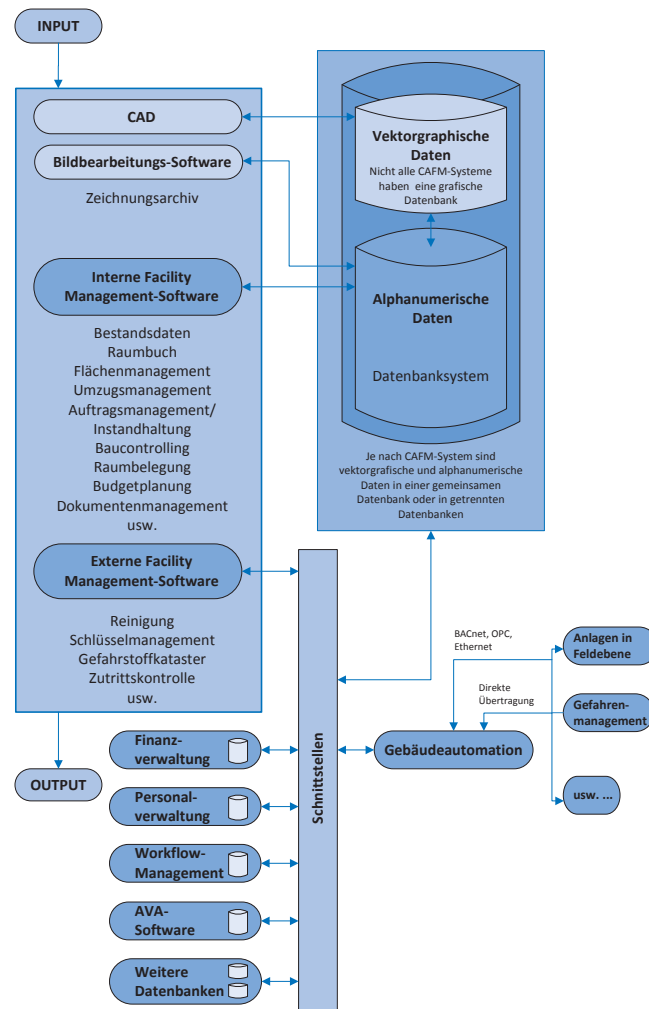 INPUT
CAD
Bildbearbeitungs-Software
Zeichnungsarchiv
Interne Facility
Management-Software
Bestandsdaten
Raumbuch
Flächenmanagement
Umzugsmanagement
Auftragsmanagement/
Instandhaltung
Baucontrolling
Raumbelegung
Budgetplanung
Dokumentenmanagement
usw.
Externe Facility
Management-Software
Reinigung
Schlüsselmanagement
Gefahrstoffkataster
Zutrittskontrolle
usw.
OUTPUT
Vektorgraphische
Daten
Nicht alle CAFM-Systeme
haben eine grafische
Datenbank
Alphanumerische
Daten
Datenbanksystem
Je nach CAFM-System sind
vektorgrafische und alphanumerische
Daten in einer gemeinsamen
Datenbank oder in getrennten
Datenbanken
Schnittstellen
Finanz-
verwaltung
Personal-
verwaltung
Workflow-
Management
AVA-
Software
Weitere
Datenbanken
Gebäudeautomation
BACnet, OPC,
Ethernet
Direkte
Übertragung
Anlagen in
Feldebene
Gefahren-
management
usw. ...